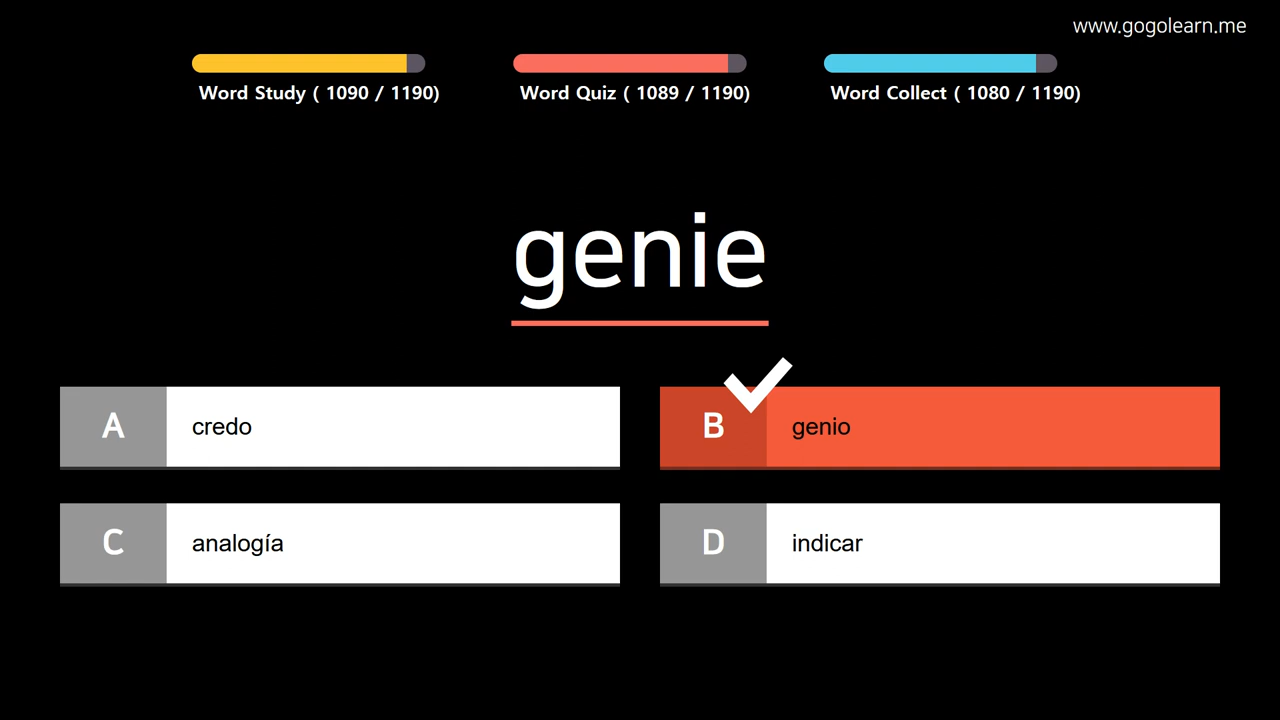 www.gogolearn.me
Word Study ( 1090 / 1190)
Word Quiz ( 1089 / 1190)
Word Collect ( 1080 / 1190)
genie
A credo
B genio
C analogía
D indicar